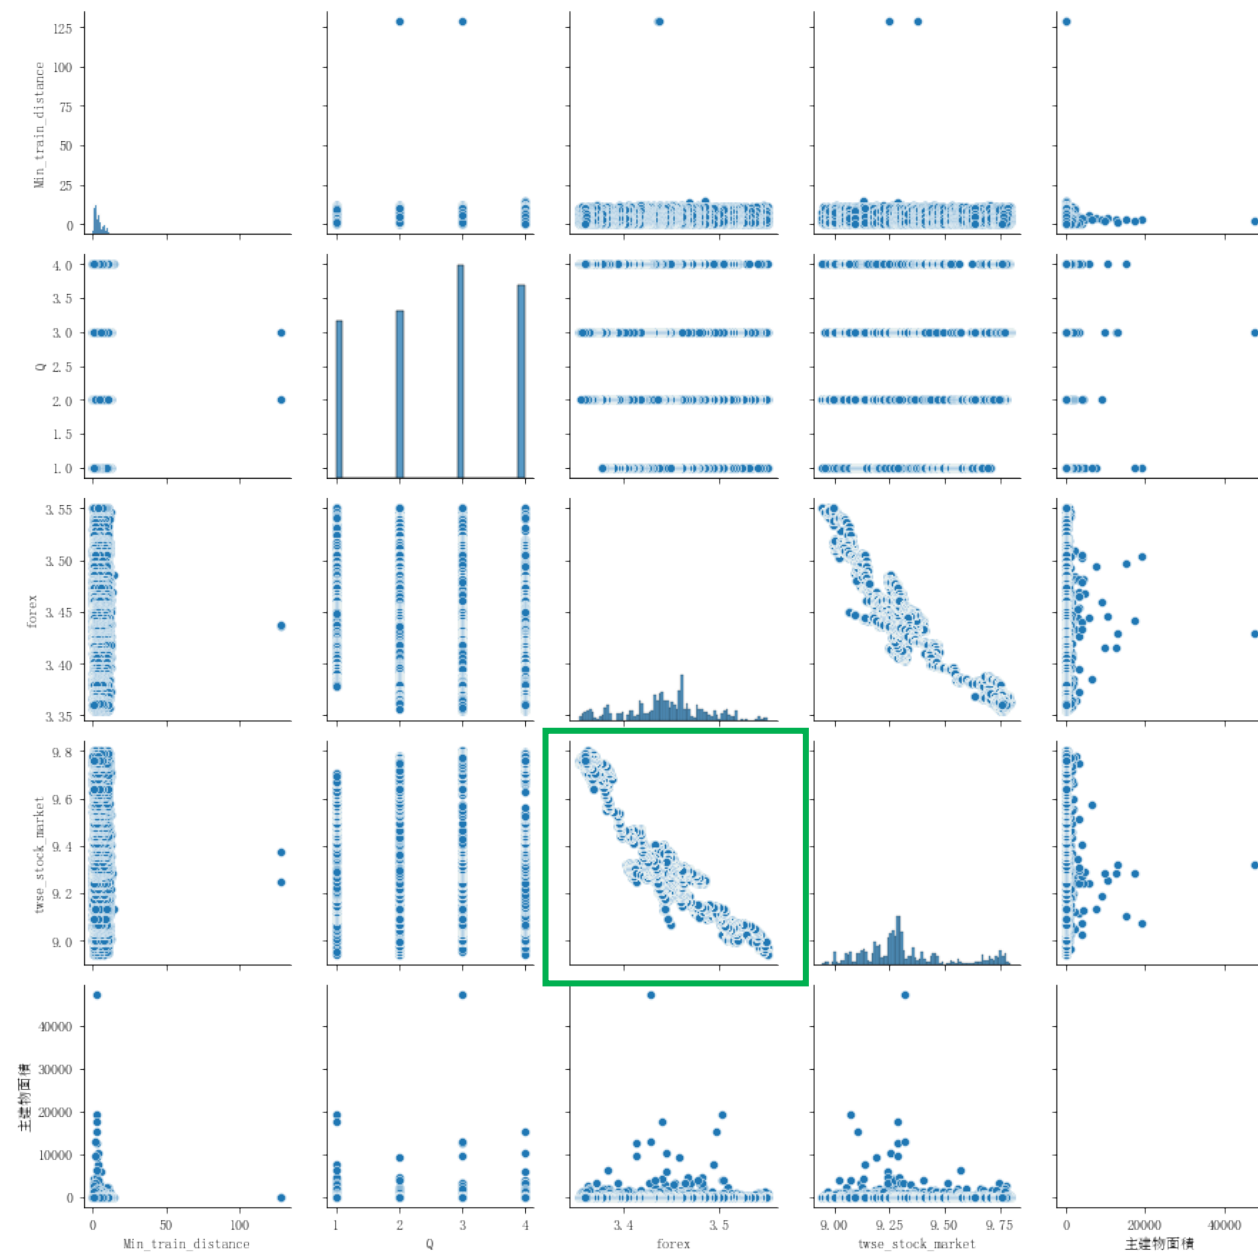 125
100
75
50
25
0
Min_train_distance
4.0
3.5
3.0
2.5
2.0
1.5
1.0
Q
3.55
3.50
3.45
3.40
3.35
forex
9.8
9.6
9.4
9.2
9.0
twse_stock_market
40000
30000
20000
10000
0
主建物面積
0 50 100
1 2 3 4
3.4 3.5
9.00 9.25 9.50 9.75
0 20000 40000
Min_train_distance
Q
forex
twse_stock_market
主建物面積